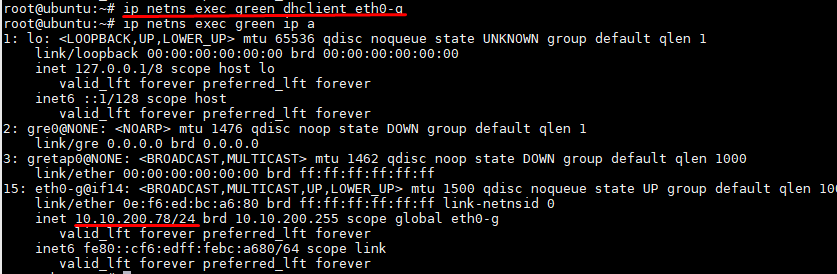 root@ubuntu:~# ip netns exec green dhclient eth0-g
root@ubuntu:~# ip netns exec green ip a
1: lo: <LOOPBACK,UP,LOWER_UP> mtu 65536 qdisc noqueue state UNKNOWN group default qlen 1
    link/loopback 00:00:00:00:00:00 brd 00:00:00:00:00:00
    inet 127.0.0.1/8 scope host lo
       valid_lft forever preferred_lft forever
    inet6 ::1/128 scope host
       valid_lft forever preferred_lft forever
2: gre0@NONE: <NOARP> mtu 1476 qdisc noop state DOWN group default qlen 1
    link/gre 0.0.0.0 brd 0.0.0.0
3: gretap0@NONE: <BROADCAST,MULTICAST> mtu 1462 qdisc noop state DOWN group default qlen 1000
    link/ether 00:00:00:00:00:00 brd ff:ff:ff:ff:ff:ff
15: eth0-g@if14: <BROADCAST,MULTICAST,UP,LOWER_UP> mtu 1500 qdisc noqueue state UP group default qlen 100
    link/ether 0e:f6:ed:bc:a6:80 brd ff:ff:ff:ff:ff:ff link-netnsid 0
    inet 10.10.200.78/24 brd 10.10.200.255 scope global eth0-g
       valid_lft forever preferred_lft forever
    inet6 fe80::cf6:edff:febc:a680/64 scope link
       valid_lft forever preferred_lft forever